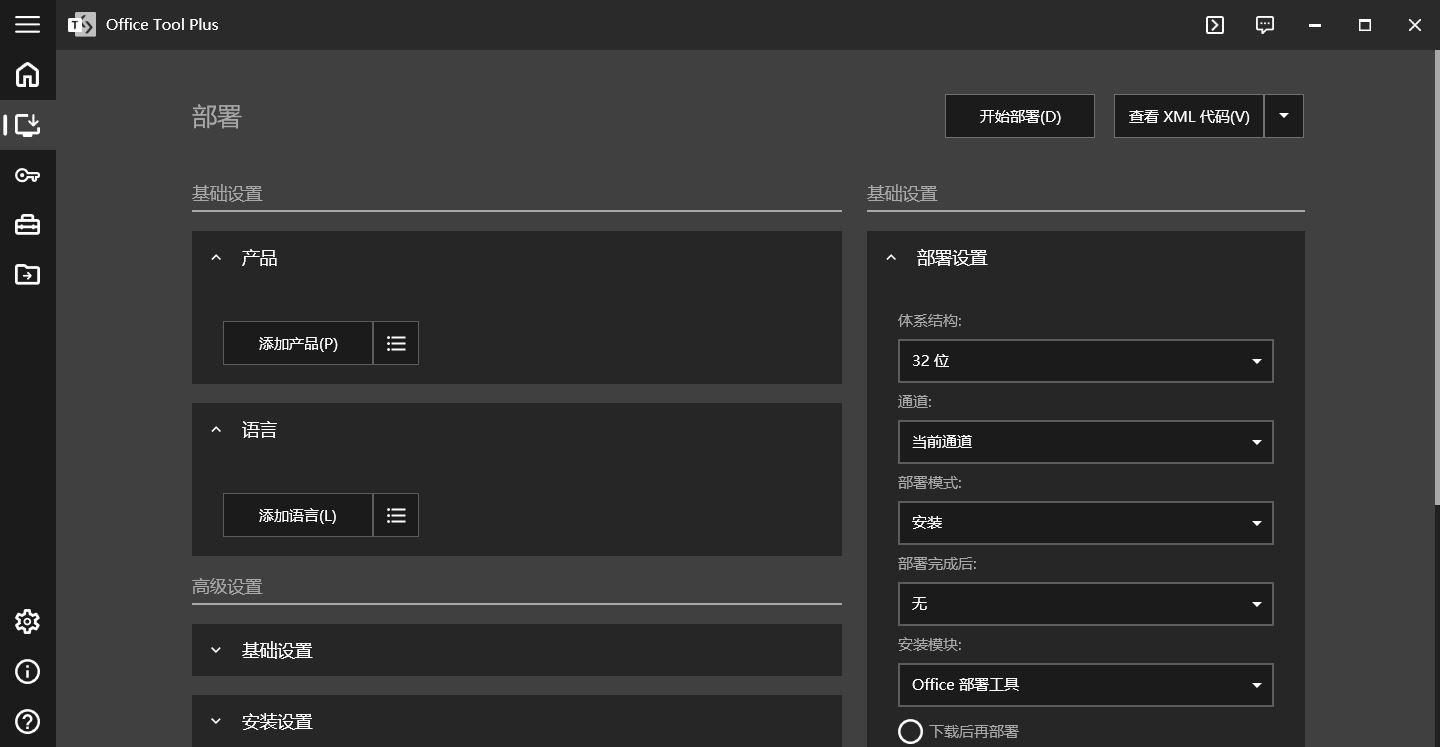 Office Tool Plus
部署
开始部署(D)
查看 XML 代码(V)
基础设置
产品
添加产品(P)
语言
添加语言(L)
高级设置
基础设置
安装设置
基础设置
部署设置
体系结构:
32 位
通道:
当前通道
部署模式:
安装
部署完成后:
无
安装模块:
Office 部署工具
下载后再部署